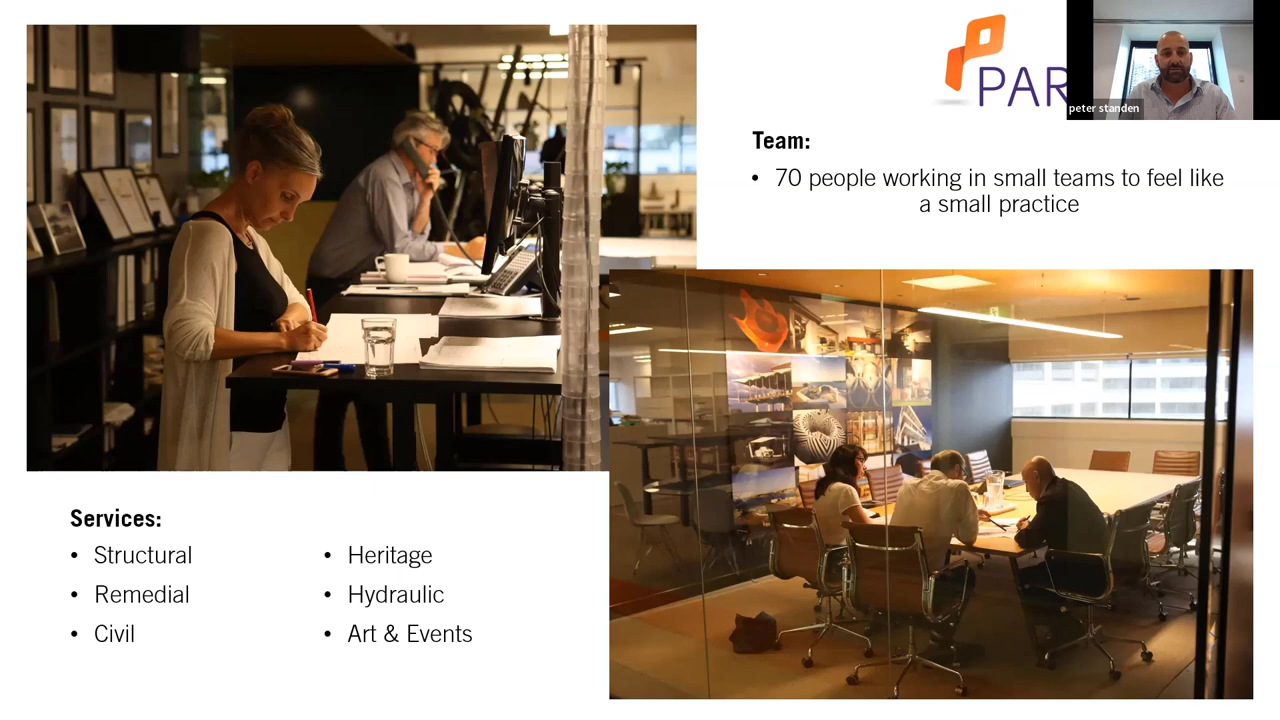 PAR
peter standen
Team:
• 70 people working in small teams to feel like
a small practice
Services:
• Structural
• Remedial
• Civil
• Heritage
• Hydraulic
• Art & Events